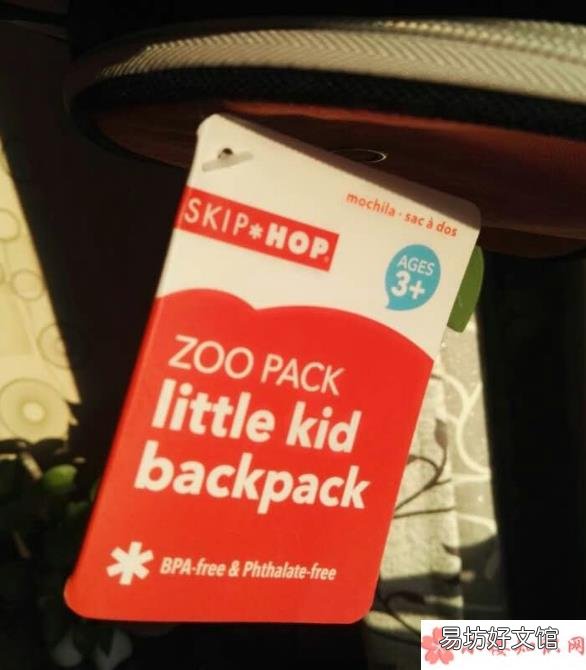 mochila · sac à dos
SKIP*HOP
AGES
3+
ZOO PACK
little kid
backpack
BPA-free & Phthalate-free
易坊好文馆